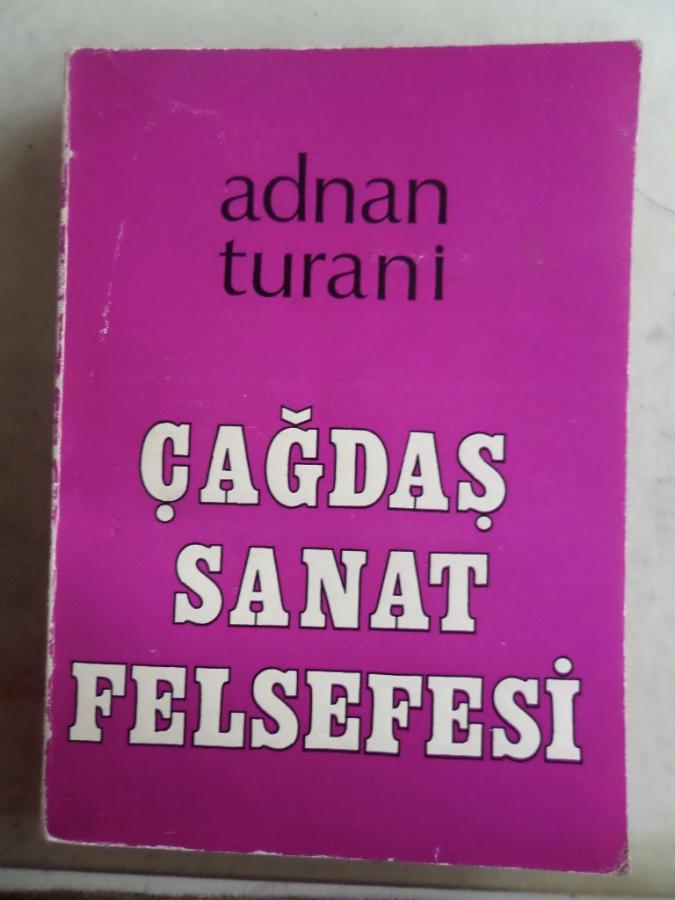 adnan
turani
ÇAĞDAŞ
SANAT
FELSEFESİ